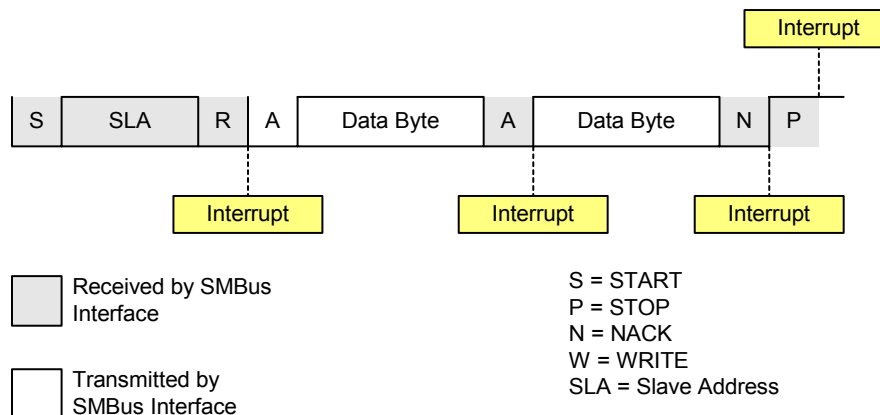 Interrupt
S SLA R A Data Byte A Data Byte N P
Interrupt Interrupt Interrupt
Received by SMBus
Interface
Transmitted by
SMBus Interface
S = START
P = STOP
N = NACK
W = WRITE
SLA = Slave Address